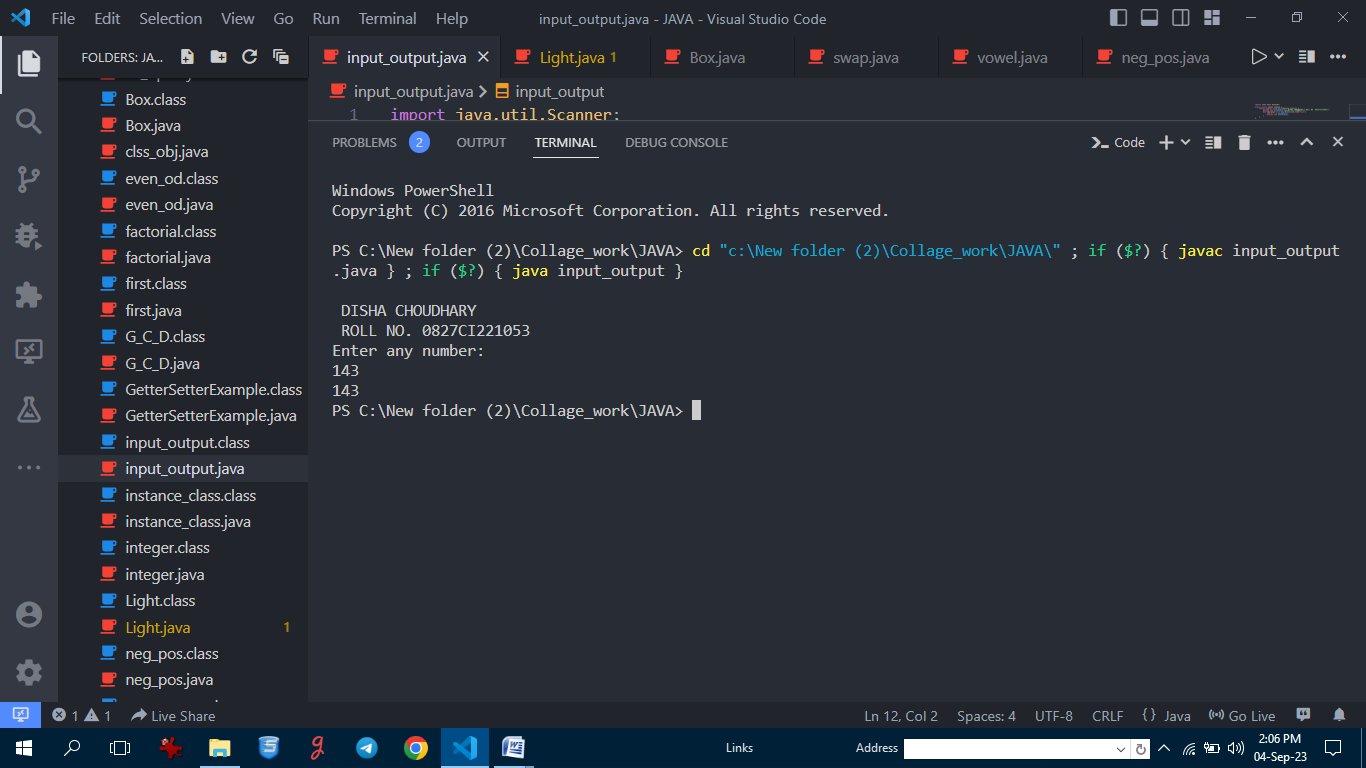 File Edit Selection View Go Run Terminal Help input_output.java - JAVA - Visual Studio Code
FOLDERS: JA...
input_output.java Light.java 1 Box.java swap.java vowel.java neg_pos.java
input_output.java > input_output
1 import java.util.Scanner;
Box.class
Box.java
clss_obj.java
even_od.class
even_od.java
factorial.class
factorial.java
first.class
first.java
G_C_D.class
G_C_D.java
GetterSetterExample.class
GetterSetterExample.java
input_output.class
input_output.java
instance_class.class
instance_class.java
integer.class
integer.java
Light.class
Light.java 1
neg_pos.class
neg_pos.java
PROBLEMS 2 OUTPUT TERMINAL DEBUG CONSOLE Code
Windows PowerShell
Copyright (C) 2016 Microsoft Corporation. All rights reserved.
PS C:\New folder (2)\Collage_work\JAVA> cd "c:\New folder (2)\Collage_work\JAVA\" ; if ($?) { javac input_output
.java } ; if ($?) { java input_output }
DISHA CHOUDHARY
ROLL NO. 0827CI221053
Enter any number:
143
143
PS C:\New folder (2)\Collage_work\JAVA>
1 1 Live Share Ln 12, Col 2 Spaces: 4 UTF-8 CRLF {} Java Go Live
Links Address 2:06 PM
04-Sep-23